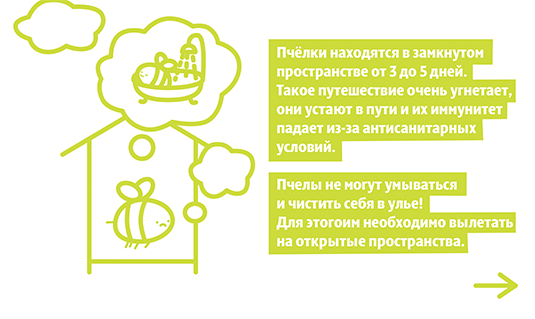 Пчёлки находятся в замкнутом
пространстве от 3 до 5 дней.
Такое путешествие очень угнетает,
они устают в пути и их иммунитет
падает из-за антисанитарных
условий.
Пчелы не могут умываться
и чистить себя в улье!
Для этогоим необходимо вылетать
на открытые пространства.